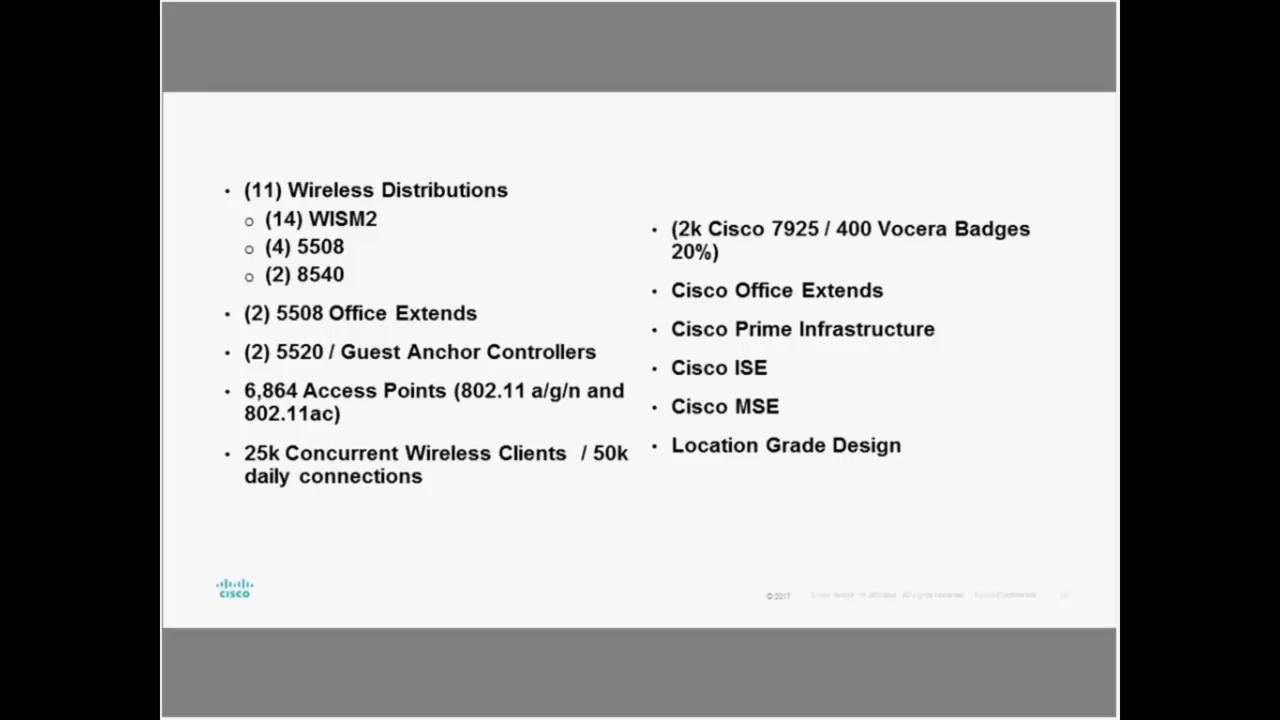 (11) Wireless Distributions
(14) WISM2
(4) 5508
(2) 8540
(2) 5508 Office Extends
(2) 5520 / Guest Anchor Controllers
6,864 Access Points (802.11 a/g/n and
802.11ac)
25k Concurrent Wireless Clients / 50k
daily connections
(2k Cisco 7925 / 400 Vocera Badges
20%)
Cisco Office Extends
Cisco Prime Infrastructure
Cisco ISE
Cisco MSE
Location Grade Design
CISCO
© 2017